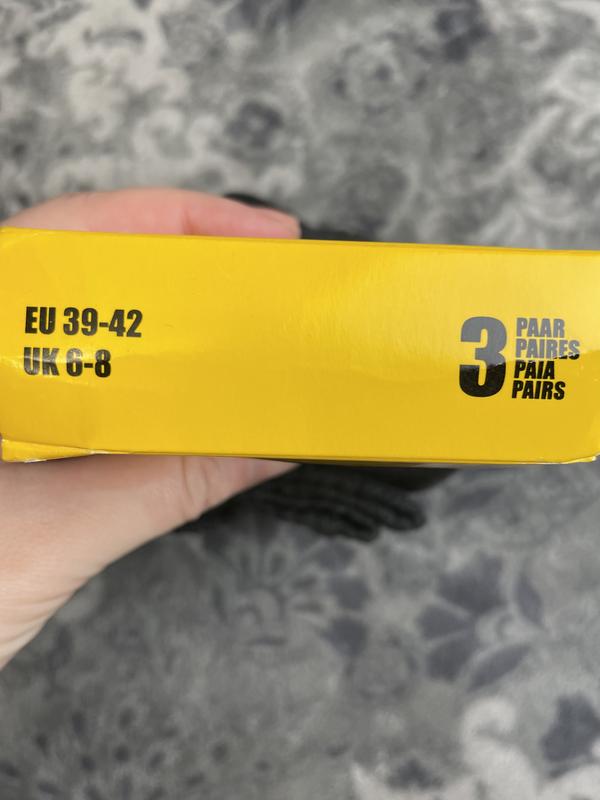 EU 39-42
UK 6-8
3
PAAR
PAIRES
PAIA
PAIRS